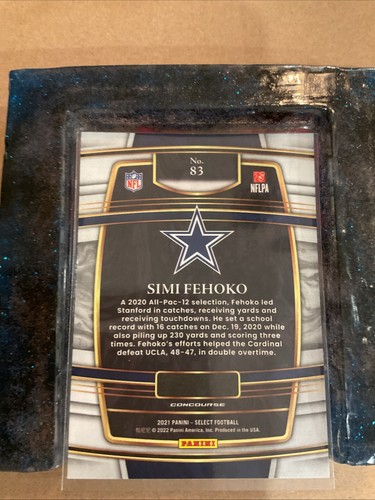 No.
83
NFL
NFLPA
SIMI FEHOKO
A 2020 All-Pac-12 selection, Fehoko led
Stanford in catches, receiving yards and
receiving touchdowns. He set a school
record with 16 catches on Dec. 19, 2020 while
also piling up 230 yards and scoring three
times. Fehoko's efforts helped the Cardinal
defeat UCLA, 48-47, in double overtime.
CONCOURSE
2021 PANINI - SELECT FOOTBALL
© 2022 Panini America, Inc. Produced in the USA.
PANINI